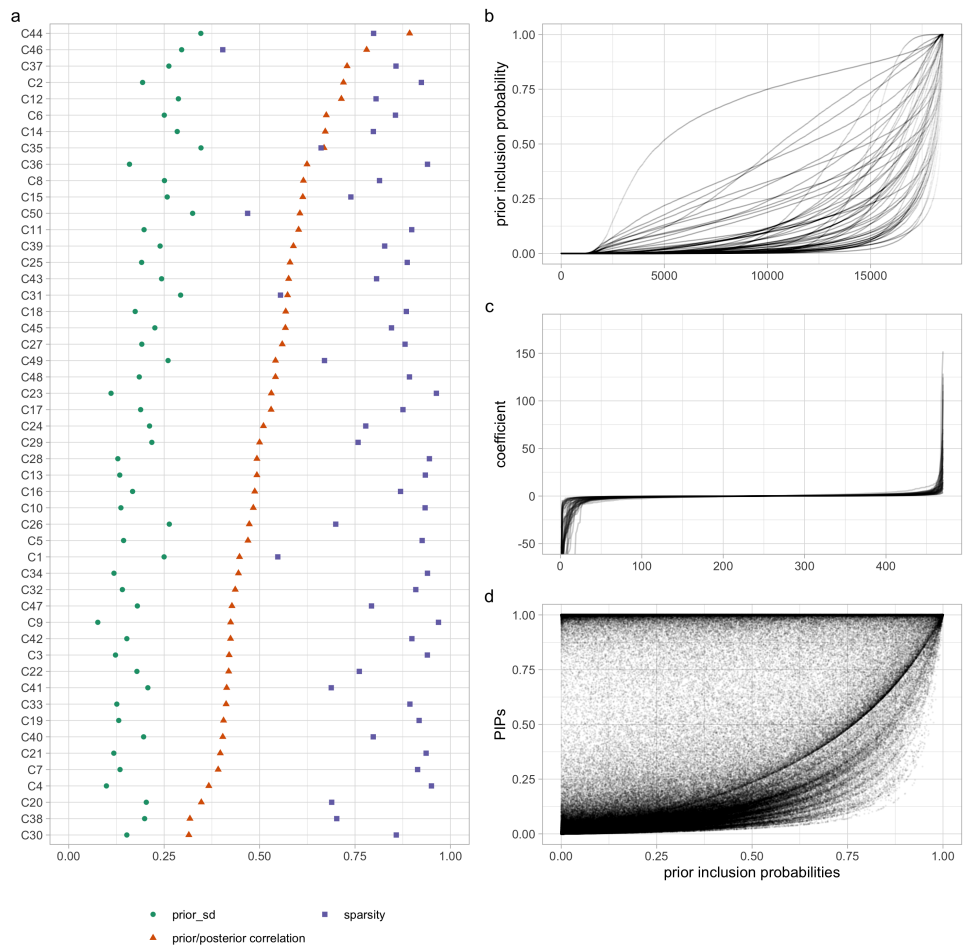 a
C44
C46
C37
C2
C12
C6
C14
C35
C36
C8
C15
C50
C11
C39
C25
C43
C31
C18
C45
C27
C49
C48
C23
C17
C24
C29
C28
C13
C16
C10
C26
C5
C1
C34
C32
C47
C9
C42
C3
C22
C41
C33
C19
C40
C21
C7
C4
C20
C38
C30
0.00 0.25 0.50 0.75 1.00
prior_sd
sparsity
prior/posterior correlation
b
prior inclusion probability
1.00
0.75
0.50
0.25
0.00
0 5000 10000 15000
c
coefficient
150
100
50
0
-50
0 100 200 300 400
d
PIPs
1.00
0.75
0.50
0.25
0.00
0.00 0.25 0.50 0.75 1.00
prior inclusion probabilities